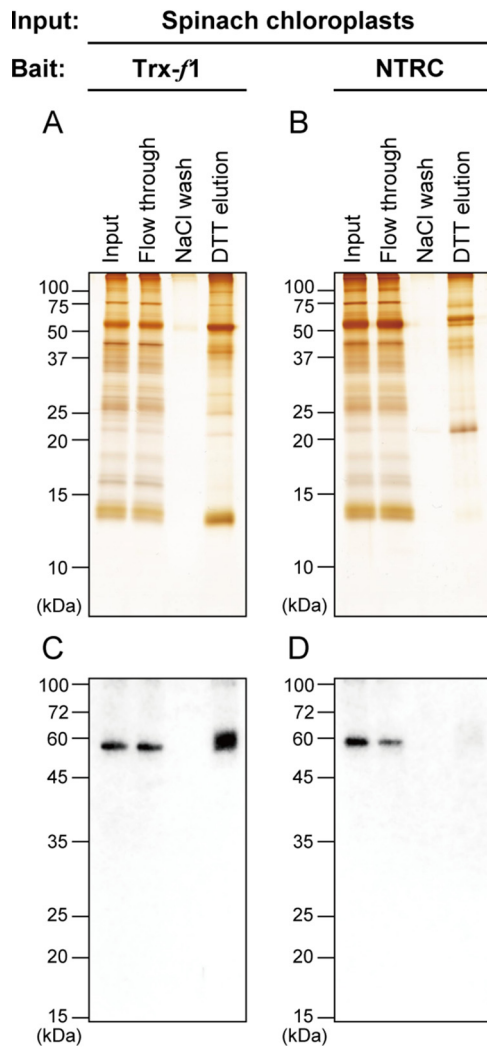 Input: Spinach chloroplasts
Bait: Trx-f1 NTRC
A B
Input Flow through NaCl wash DTT elution Input Flow through NaCl wash DTT elution
100 100
75 75
50 50
37 37
25 25
20 20
15 15
10 10
(kDa) (kDa)
C D
100 100
72 72
60 60
45 45
35 35
25 25
20 20
15 15
(kDa) (kDa)